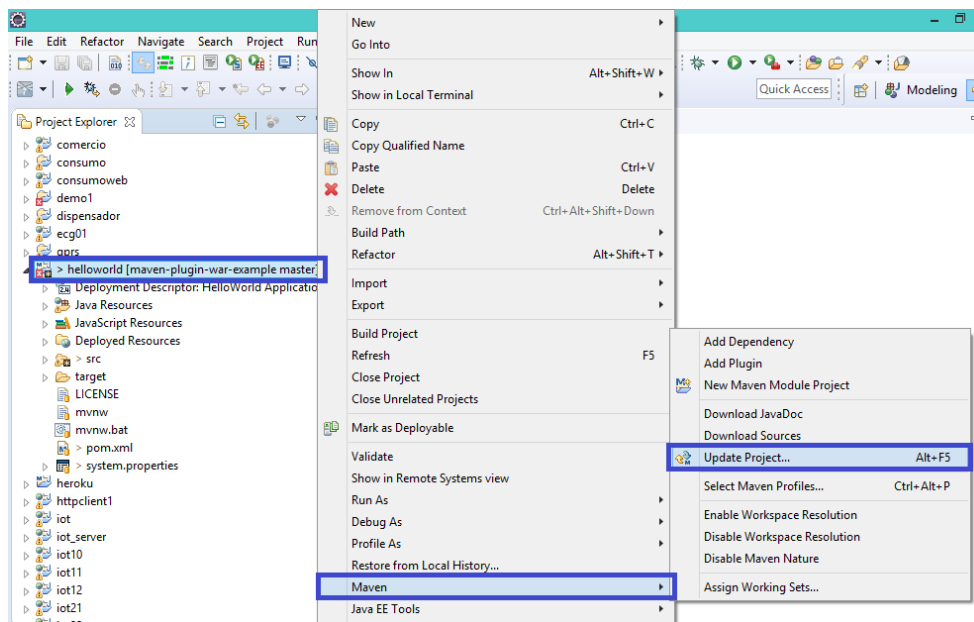 File Edit Refactor Navigate Search Project Run
Quick Access
Modeling
Project Explorer
comercio
consumo
consumoweb
demo1
dispensador
ecg01
gprs
> helloworld [maven-plugin-war-example master]
Deployment Descriptor: HelloWorld Applicatio
Java Resources
JavaScript Resources
Deployed Resources
> src
target
LICENSE
mvnw
mvnw.bat
> pom.xml
> system.properties
heroku
httpclient1
iot
iot_server
iot10
iot11
iot12
iot21
New
Go Into
Show In Alt+Shift+W
Show in Local Terminal
Copy Ctrl+C
Copy Qualified Name
Paste Ctrl+V
Delete Delete
Remove from Context Ctrl+Alt+Shift+Down
Build Path
Refactor Alt+Shift+T
Import
Export
Build Project
Refresh F5
Close Project
Close Unrelated Projects
Mark as Deployable
Validate
Show in Remote Systems view
Run As
Debug As
Profile As
Restore from Local History...
Maven
Java EE Tools
Add Dependency
Add Plugin
New Maven Module Project
Download JavaDoc
Download Sources
Update Project... Alt+F5
Select Maven Profiles... Ctrl+Alt+P
Enable Workspace Resolution
Disable Workspace Resolution
Disable Maven Nature
Assign Working Sets...